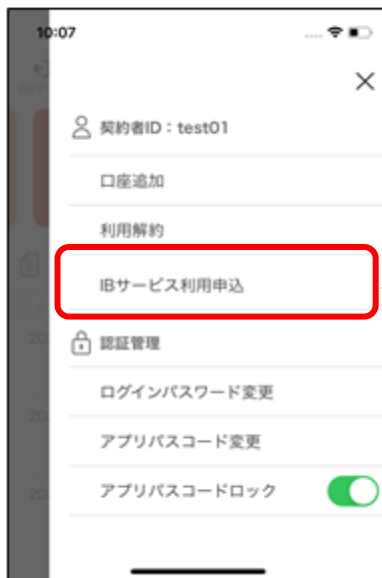 10:07
契約者ID：test01
口座追加
利用解約
IBサービス利用申込
認証管理
ログインパスワード変更
アプリパスコード変更
アプリパスコードロック